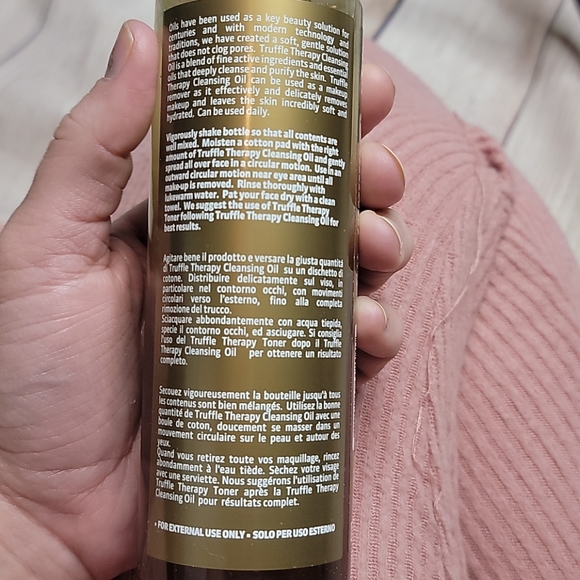 Oils have been used as a key beauty solution for
centuries and with modern technology and
traditions, we have created a soft, gentle solution
that does not clog pores. Truffle Therapy Cleansing
Oil is a blend of fine active ingredients and essential
oils that deeply cleanse and purify the skin. Truffle
Therapy Cleansing Oil can be used as a makeup
remover as it effectively and delicately removes
makeup and leaves the skin incredibly soft and
hydrated. Can be used daily.
Vigorously shake bottle so that all contents are
well mixed. Moisten a cotton pad with the right
amount of Truffle Therapy Cleansing Oil and gently
spread all over face in a circular motion. Use in an
outward circular motion near eye area until all
make-up is removed. Rinse thoroughly with
lukewarm water. Pat your face dry with a clean
towel. We suggest the use of Truffle Therapy
Toner following Truffle Therapy Cleansing Oil for
best results.
Agitare bene il prodotto e versare la giusta quantità
di Truffle Therapy Cleansing Oil su un dischetto di
cotone. Distribuire delicatamente sul viso, in
particolare nel contorno occhi, con movimenti
circolari verso l'esterno, fino alla completa
rimozione del trucco.
Sciacquare abbondantemente con acqua tiepida,
specie il contorno occhi, ed asciugare. Si consiglia
l'uso del Truffle Therapy Toner dopo il Truffle
Therapy Cleansing Oil per ottenere un risultato
completo.
Secouez vigoureusement la bouteille jusqu'à tous
les contenus sont bien mélangés. Utilisez la bonne
quantité de Truffle Therapy Cleansing Oil avec une
boule de coton, doucement se masser dans un
mouvement circulaire sur le peau et autour des
yeux.
Quand vous retirez toute vos maquillage, rincez
abondamment à l'eau tiède. Sèchez votre visage
avec une serviette. Nous suggérons l'utilisation de
Truffle Therapy Toner après la Truffle Therapy
Cleansing Oil pour résultats complet.
• FOR EXTERNAL USE ONLY • SOLO PER USO ESTERNO